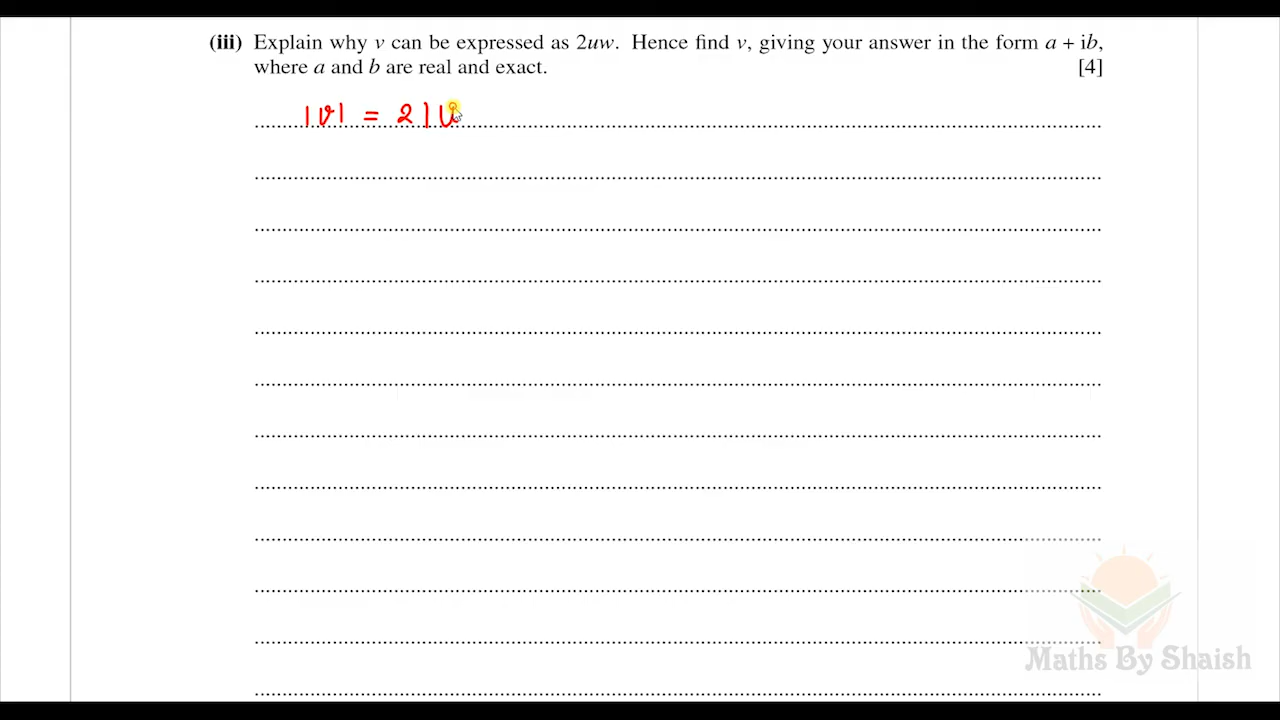 (iii) Explain why v can be expressed as 2uw. Hence find v, giving your answer in the form a + ib,
where a and b are real and exact. [4]
|v| = 2|u
Maths By Shaish